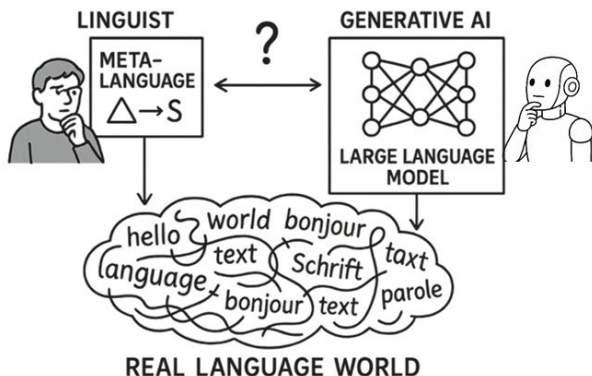 LINGUIST
GENERATIVE AI
?
META-
LANGUAGE
△→S
LARGE LANGUAGE
MODEL
hello
world
bonjour
text
Schrift
taxt
language
bonjour
text
parole
REAL LANGUAGE WORLD